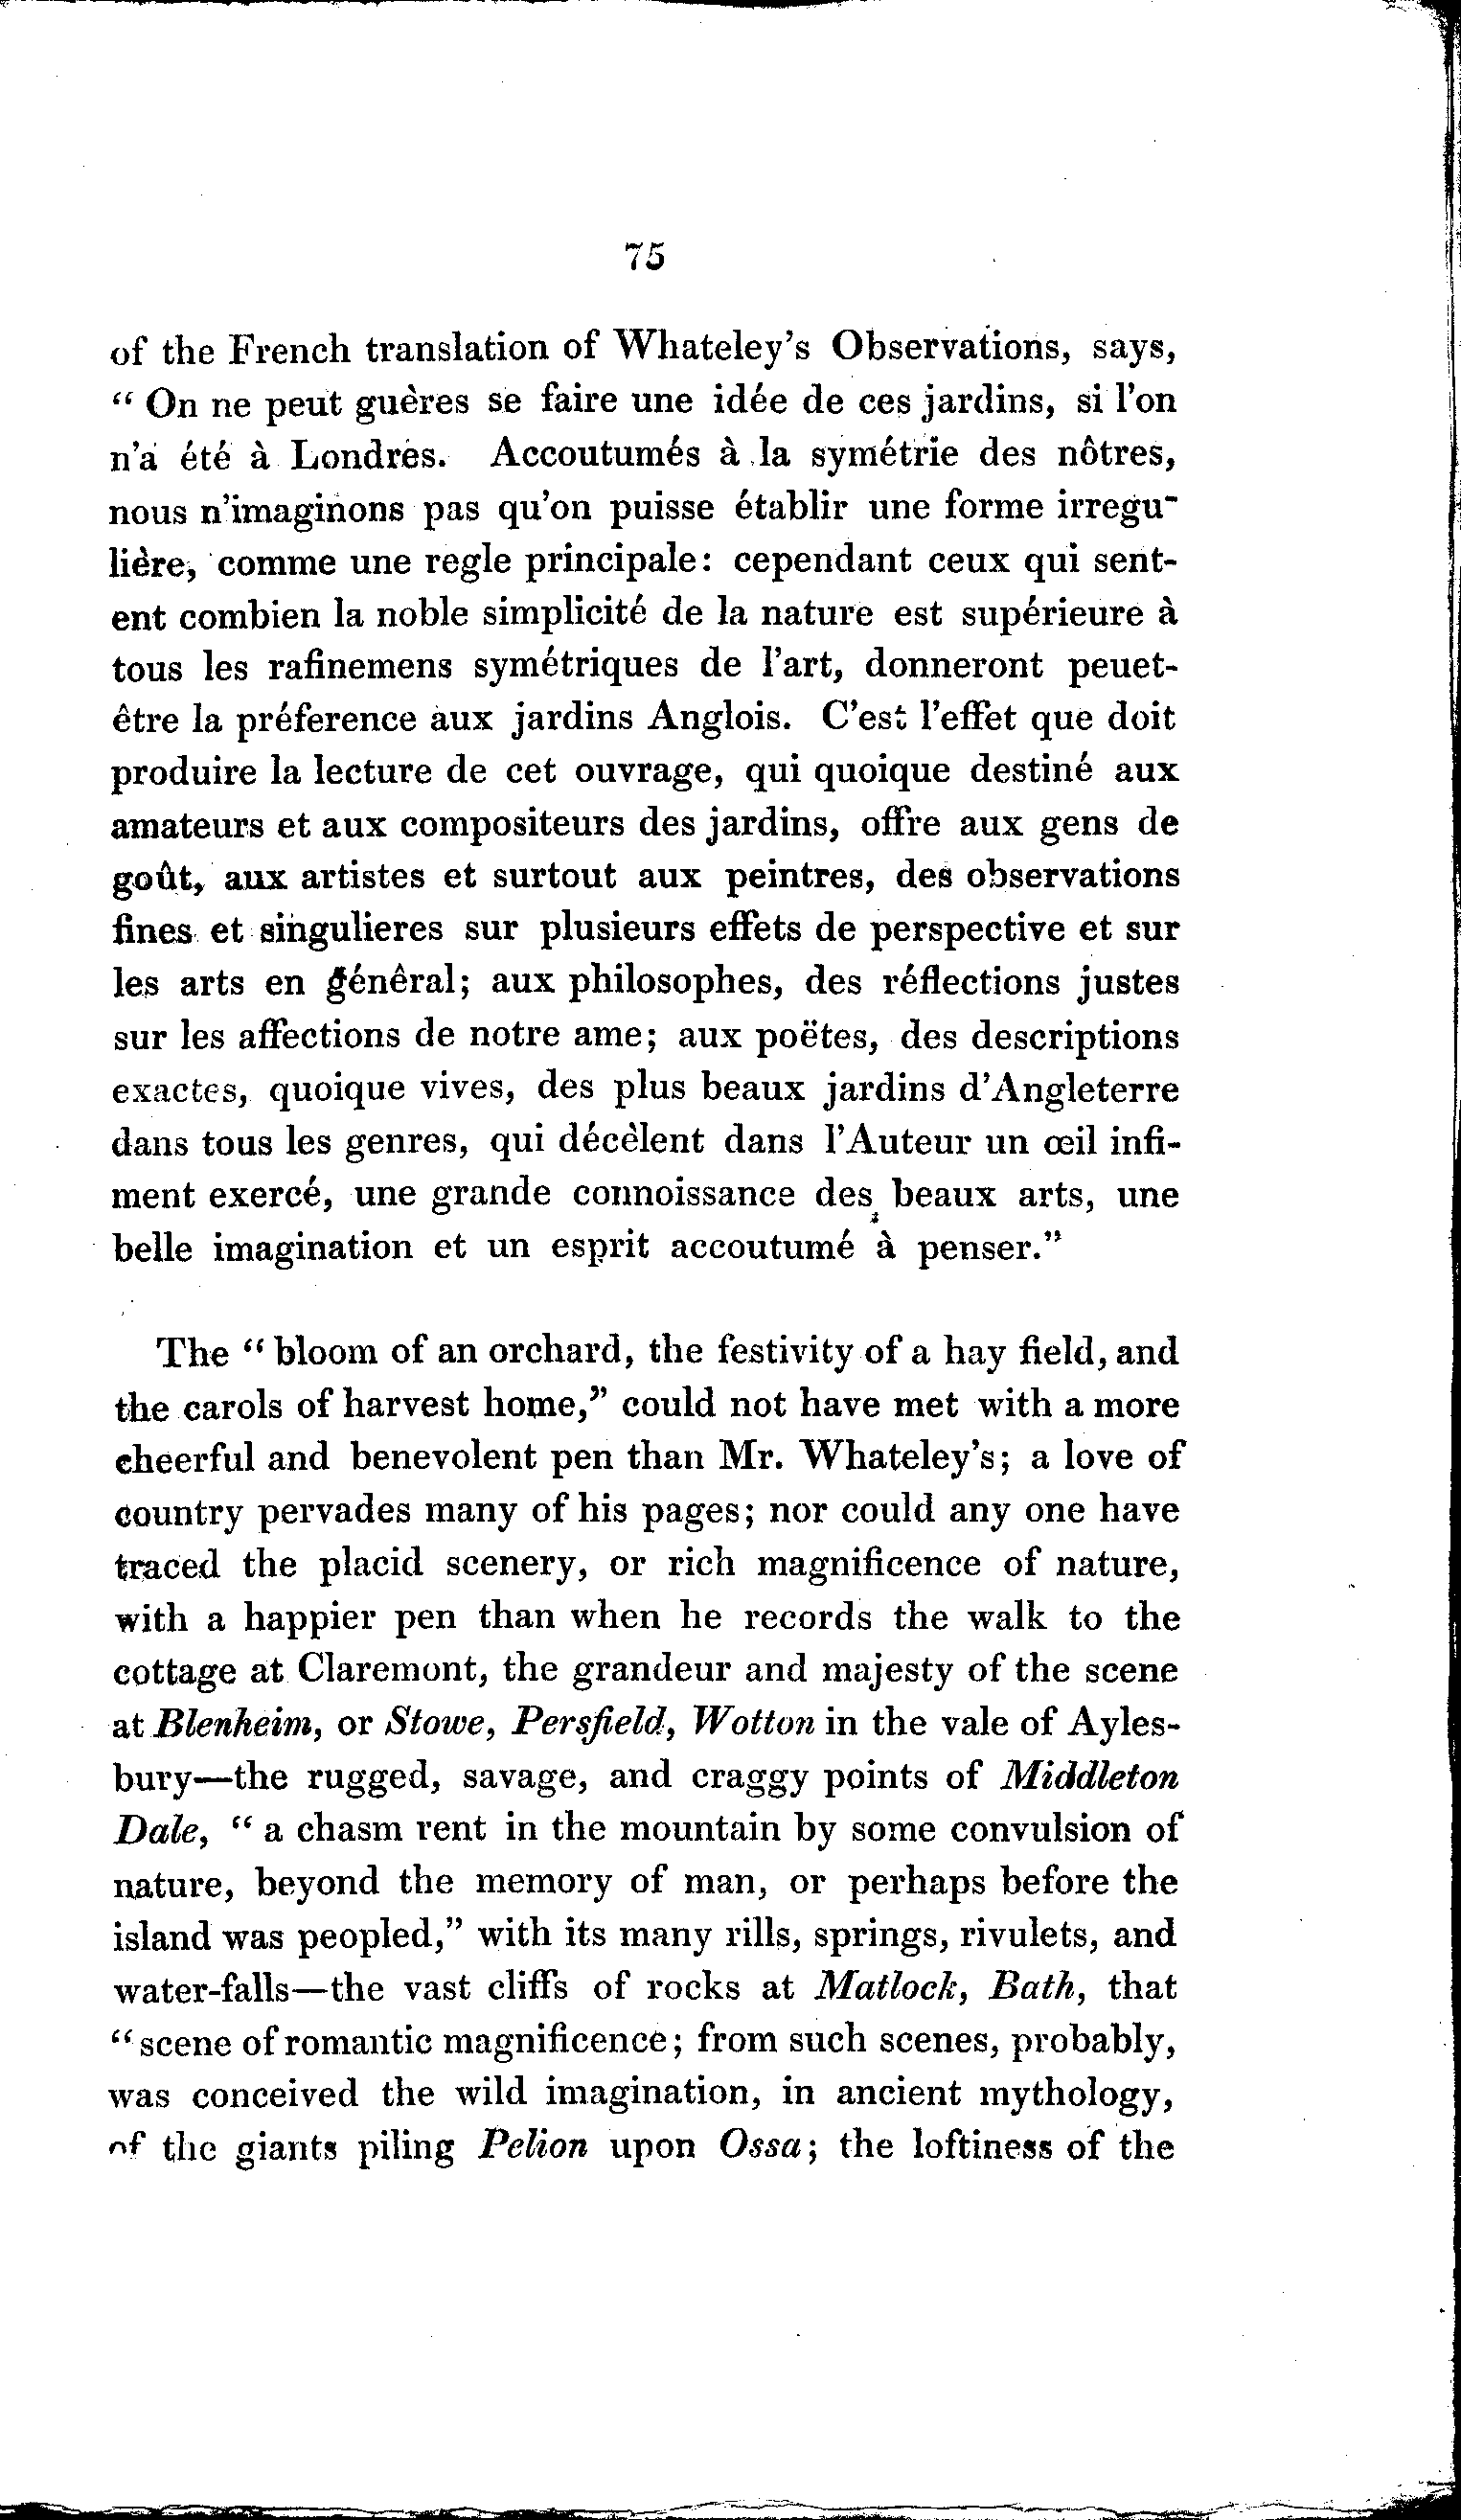 75
of the French translation of Whateley's Observations, says,
“ On ne peut guères se faire une idée de ces jardins, si l'on
n'a été à Londres. Accoutumés à la symétrie des nôtres,
nous n'imaginons pas qu'on puisse établir une forme irregu-
lière, comme une regle principale: cependant ceux qui sent-
ent combien la noble simplicité de la nature est supérieure à
tous les rafinemens symétriques de l'art, donneront peuet-
être la préference aux jardins Anglois. C'est l'effet que doit
produire la lecture de cet ouvrage, qui quoique destiné aux
amateurs et aux compositeurs des jardins, offre aux gens de
goût, aux artistes et surtout aux peintres, des observations
fines et singulieres sur plusieurs effets de perspective et sur
les arts en génêral; aux philosophes, des réflections justes
sur les affections de notre ame; aux poëtes, des descriptions
exactes, quoique vives, des plus beaux jardins d'Angleterre
dans tous les genres, qui décèlent dans l'Auteur un œil infi-
ment exercé, une grande connoissance des beaux arts, une
belle imagination et un esprit accoutumé à penser.”
The “ bloom of an orchard, the festivity of a hay field, and
the carols of harvest home,” could not have met with a more
cheerful and benevolent pen than Mr. Whateley's; a love of
country pervades many of his pages; nor could any one have
traced the placid scenery, or rich magnificence of nature,
with a happier pen than when he records the walk to the
cottage at Claremont, the grandeur and majesty of the scene
at Blenheim, or Stowe, Persfield, Wotton in the vale of Ayles-
bury—the rugged, savage, and craggy points of Middleton
Dale, “ a chasm rent in the mountain by some convulsion of
nature, beyond the memory of man, or perhaps before the
island was peopled,” with its many rills, springs, rivulets, and
water-falls—the vast cliffs of rocks at Matlock, Bath, that
“ scene of romantic magnificence; from such scenes, probably,
was conceived the wild imagination, in ancient mythology,
of the giants piling Pelion upon Ossa; the loftiness of the